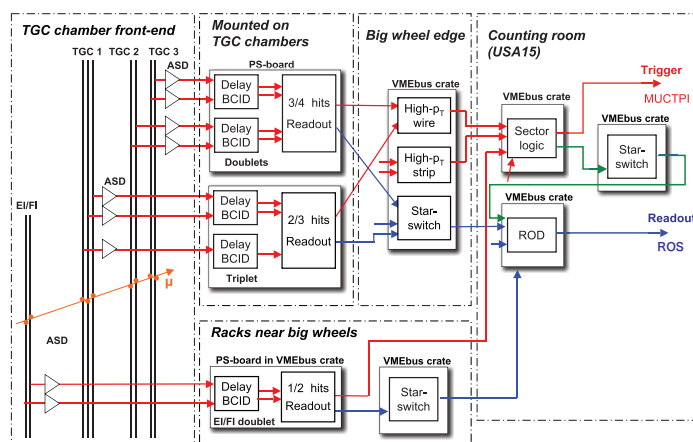 TGC chamber front-end
Mounted on
TGC chambers
Big wheel edge
Counting room
(USA15)
TGC 1
TGC 2
TGC 3
ASD
PS-board
Delay
BCID
3/4 hits
Readout
Delay
BCID
Doublets
VMEbus crate
High-pT
wire
High-pT
strip
Star-
switch
VMEbus crate
Sector
logic
Trigger
MUCTPI
VMEbus crate
Star-
switch
ASD
EI/FI
Delay
BCID
2/3 hits
Readout
Delay
BCID
Triplet
VMEbus crate
ROD
Readout
ROS
μ
ASD
Racks near big wheels
PS-board in VMEbus crate
Delay
BCID
1/2 hits
Readout
EI/FI doublet
VMEbus crate
Star-
switch